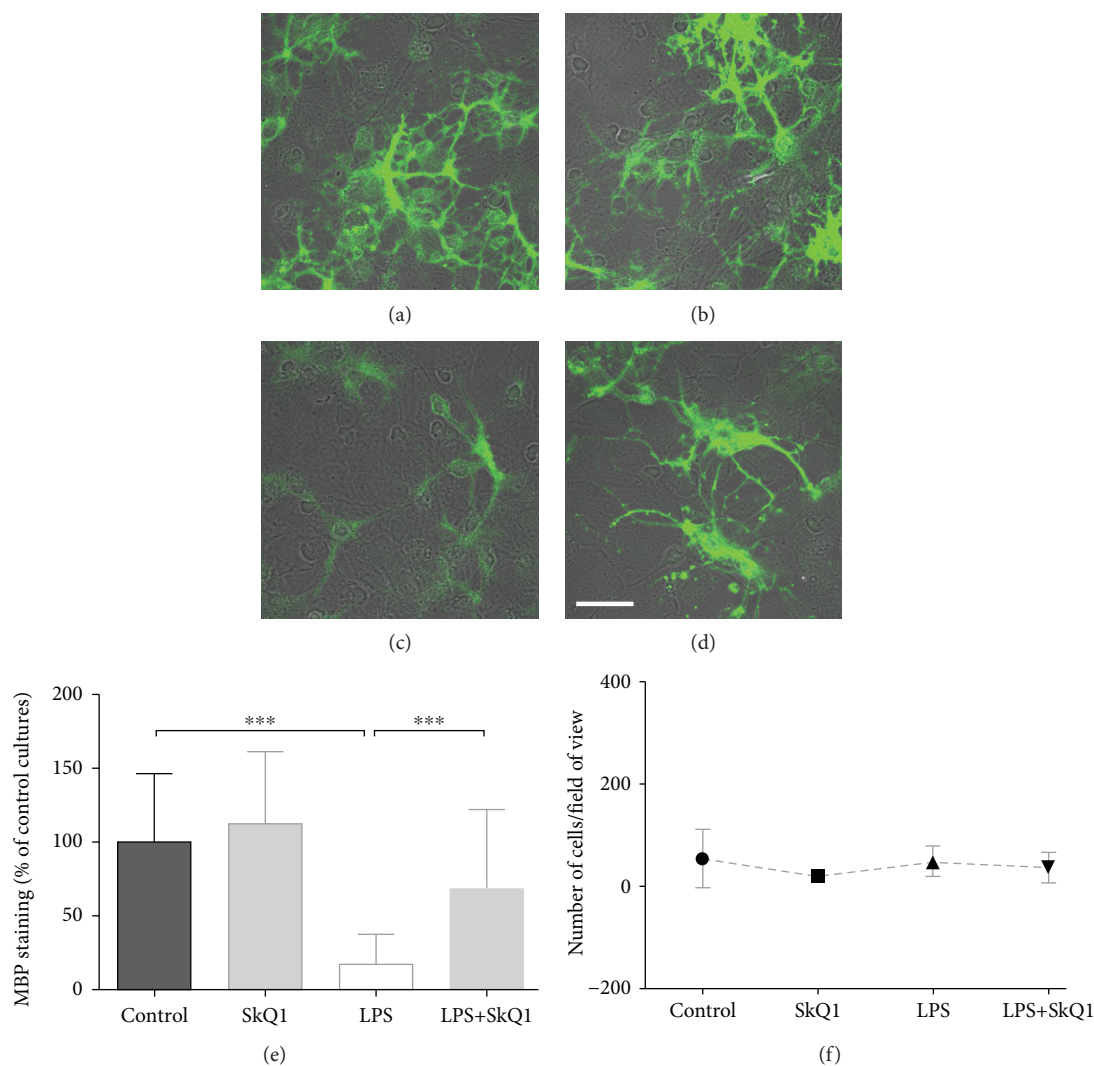 (a)
(b)
(c)
(d)
MBP staining (% of control cultures)
200
150
100
50
0
***
***
Control
SkQ1
LPS
LPS+SkQ1
(e)
Number of cells/field of view
400
200
0
−200
Control
SkQ1
LPS
LPS+SkQ1
(f)